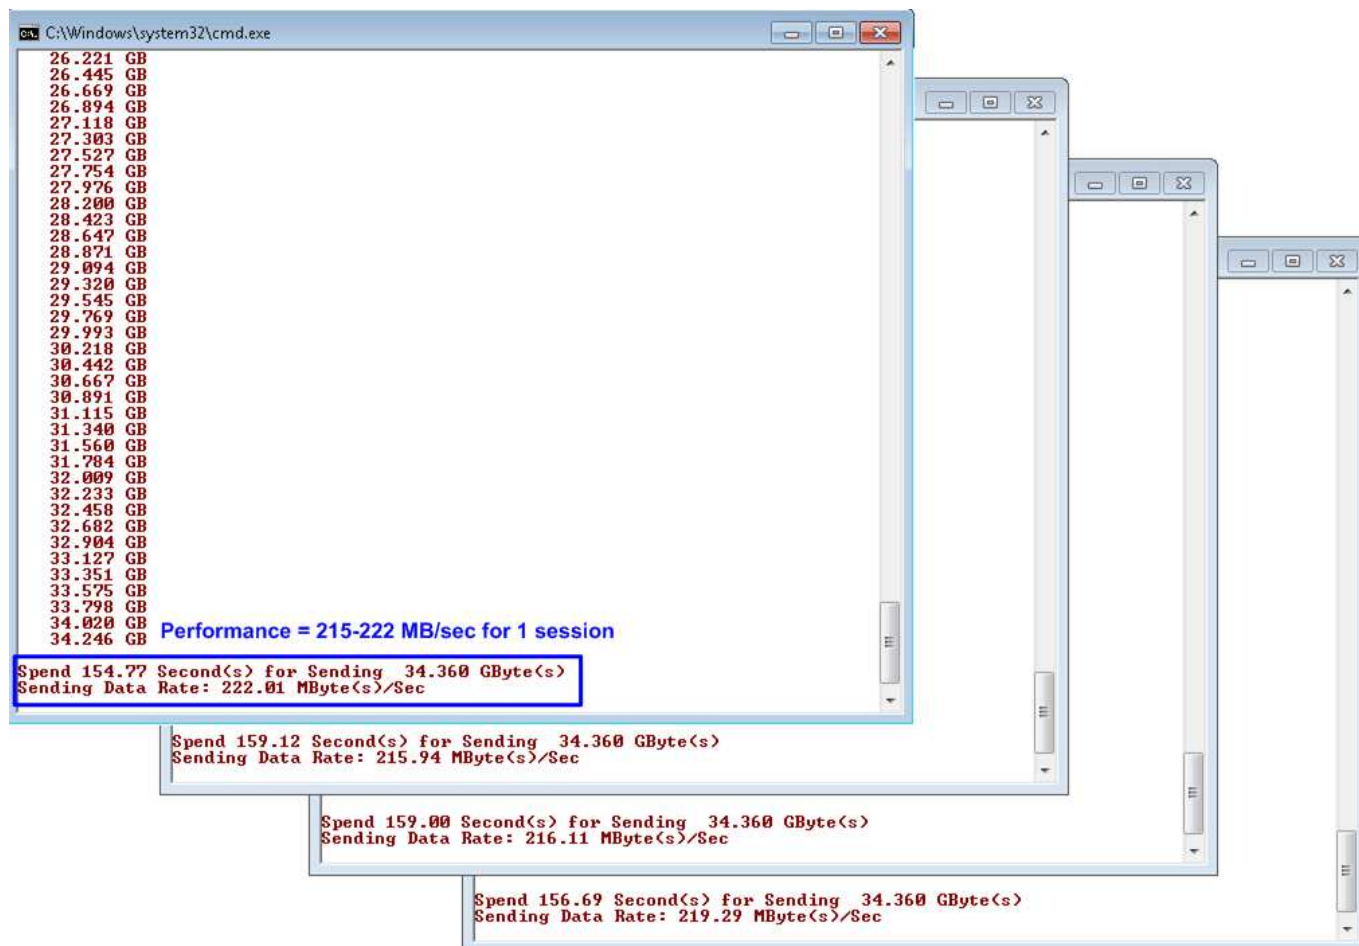 C:\Windows\system32\cmd.exe
26.221 GB
26.445 GB
26.669 GB
26.894 GB
27.118 GB
27.303 GB
27.527 GB
27.754 GB
27.976 GB
28.200 GB
28.423 GB
28.647 GB
28.871 GB
29.094 GB
29.320 GB
29.545 GB
29.769 GB
29.993 GB
30.218 GB
30.442 GB
30.667 GB
30.891 GB
31.115 GB
31.340 GB
31.560 GB
31.784 GB
32.009 GB
32.233 GB
32.458 GB
32.682 GB
32.904 GB
33.127 GB
33.351 GB
33.575 GB
33.798 GB
34.020 GB
34.246 GB
Performance = 215-222 MB/sec for 1 session
Spend 154.77 Second(s) for Sending  34.360 GByte(s)
Sending Data Rate: 222.01 MByte(s)/Sec
Spend 159.12 Second(s) for Sending  34.360 GByte(s)
Sending Data Rate: 215.94 MByte(s)/Sec
Spend 159.00 Second(s) for Sending  34.360 GByte(s)
Sending Data Rate: 216.11 MByte(s)/Sec
Spend 156.69 Second(s) for Sending  34.360 GByte(s)
Sending Data Rate: 219.29 MByte(s)/Sec